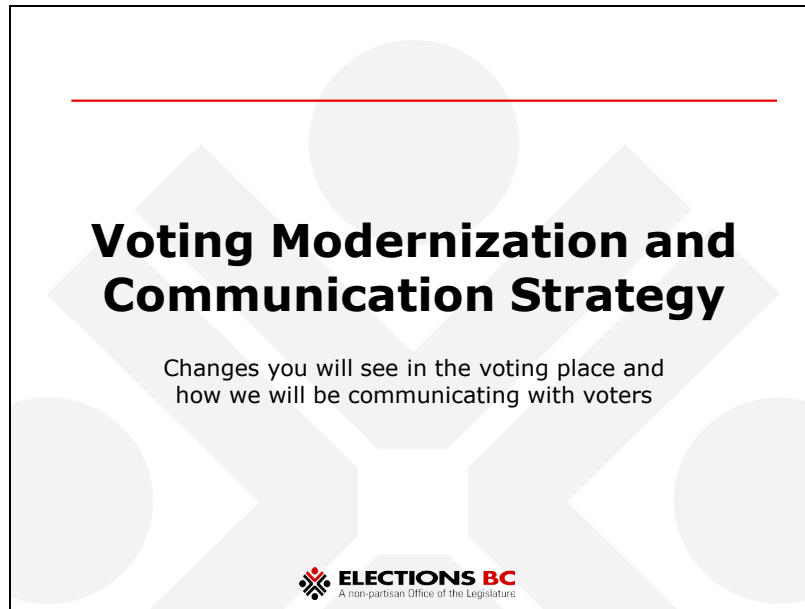 Voting Modernization and
Communication Strategy
Changes you will see in the voting place and
how we will be communicating with voters
ELECTIONS BC
A non-partisan Office of the Legislature